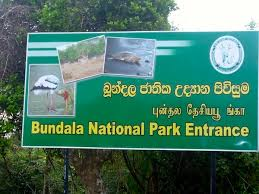 බූන්දල ජාතික උද්‍යාන පිවිසුම
புன்தல தேசியபூங்கா
Bundala National Park Entrance